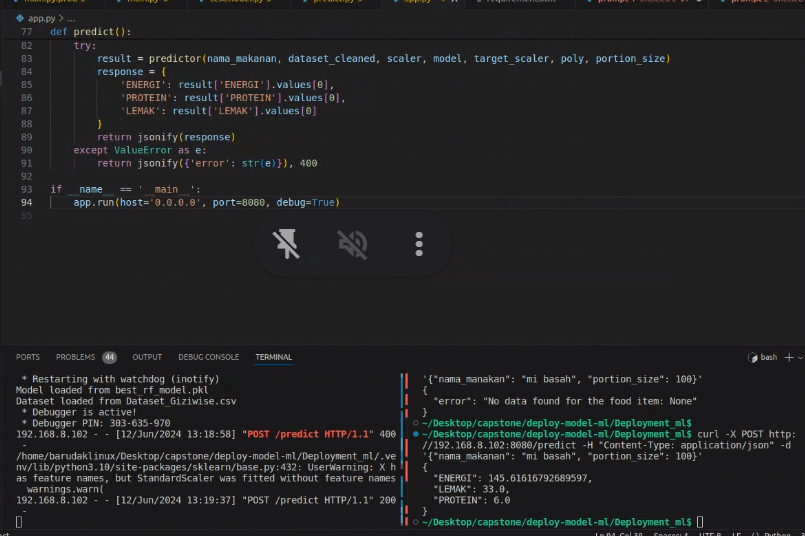 app.py > ...
77 def predict():
82 try:
83 result = predictor(nama_makanan, dataset_cleaned, scaler, model, target_scaler, poly, portion_size)
84 response = {
85 'ENERGI': result['ENERGI'].values[0],
86 'PROTEIN': result['PROTEIN'].values[0],
87 'LEMAK': result['LEMAK'].values[0]
88 }
89 return jsonify(response)
90 except ValueError as e:
91 return jsonify({'error': str(e)}), 400
92
93 if __name__ == '__main__':
94 app.run(host='0.0.0.0', port=8080, debug=True)
95
PORTS PROBLEMS 44 OUTPUT DEBUG CONSOLE TERMINAL bash
* Restarting with watchdog (inotify)
Model loaded from best_rf_model.pkl
Dataset loaded from Dataset_Giziwise.csv
* Debugger is active!
* Debugger PIN: 303-635-970
192.168.8.102 - - [12/Jun/2024 13:18:58] "POST /predict HTTP/1.1" 400
-
/home/barudaklinux/Desktop/capstone/deploy-model-ml/Deployment_ml/.ve
nv/lib/python3.10/site-packages/sklearn/base.py:432: UserWarning: X h
as feature names, but StandardScaler was fitted without feature names
warnings.warn(
192.168.8.102 - - [12/Jun/2024 13:19:37] "POST /predict HTTP/1.1" 200
-
'{"nama_manakan": "mi basah", "portion_size": 100}'
{
"error": "No data found for the food item: None"
}
~/Desktop/capstone/deploy-model-ml/Deployment_ml$
~/Desktop/capstone/deploy-model-ml/Deployment_ml$ curl -X POST http:
//192.168.8.102:8080/predict -H "Content-Type: application/json" -d
'{"nama_makanan": "mi basah", "portion_size": 100}'
{
"ENERGI": 145.61616792689597,
"LEMAK": 33.0,
"PROTEIN": 6.0
}
~/Desktop/capstone/deploy-model-ml/Deployment_ml$